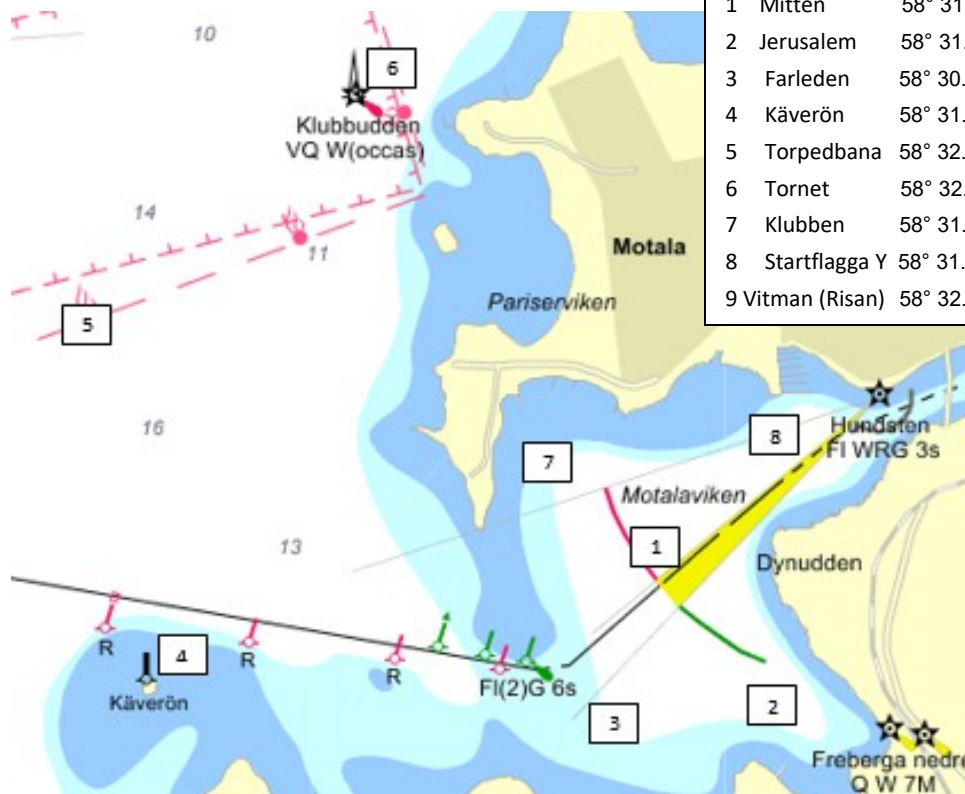 1 Mitten 58° 31.
2 Jerusalem 58° 31.
3 Farleden 58° 30.
4 Käverön 58° 31.
5 Torpedbana 58° 32.
6 Tornet 58° 32.
7 Klubben 58° 31.
8 Startflagga Y 58° 31.
9 Vitman (Risan) 58° 32.
10
6
Klubbudden
VQ W(occas)
14
11
Motala
Pariserviken
5
16
Hundsten
Fl WRG 3s
8
7
Motalaviken
13
1
Dynudden
R
4
R
R
Käverön
Fl(2)G 6s
3
2
Freberga nedre
Q W 7M